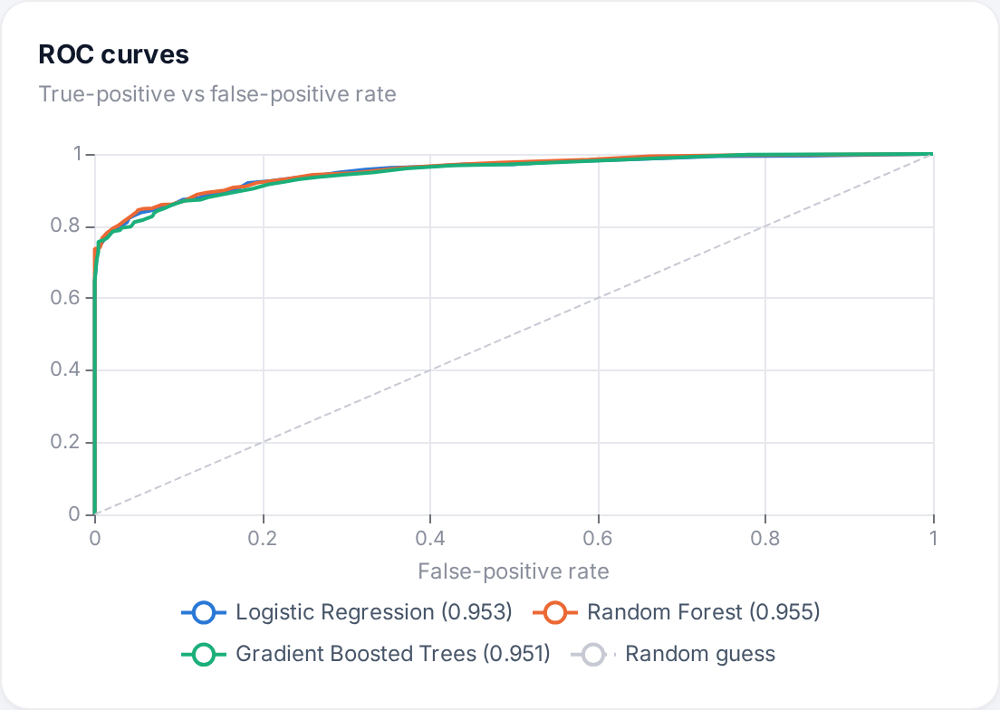 ROC curves
True-positive vs false-positive rate
1
0.8
0.6
0.4
0.2
0
0 0.2 0.4 0.6 0.8 1
False-positive rate
Logistic Regression (0.953) Random Forest (0.955)
Gradient Boosted Trees (0.951) Random guess